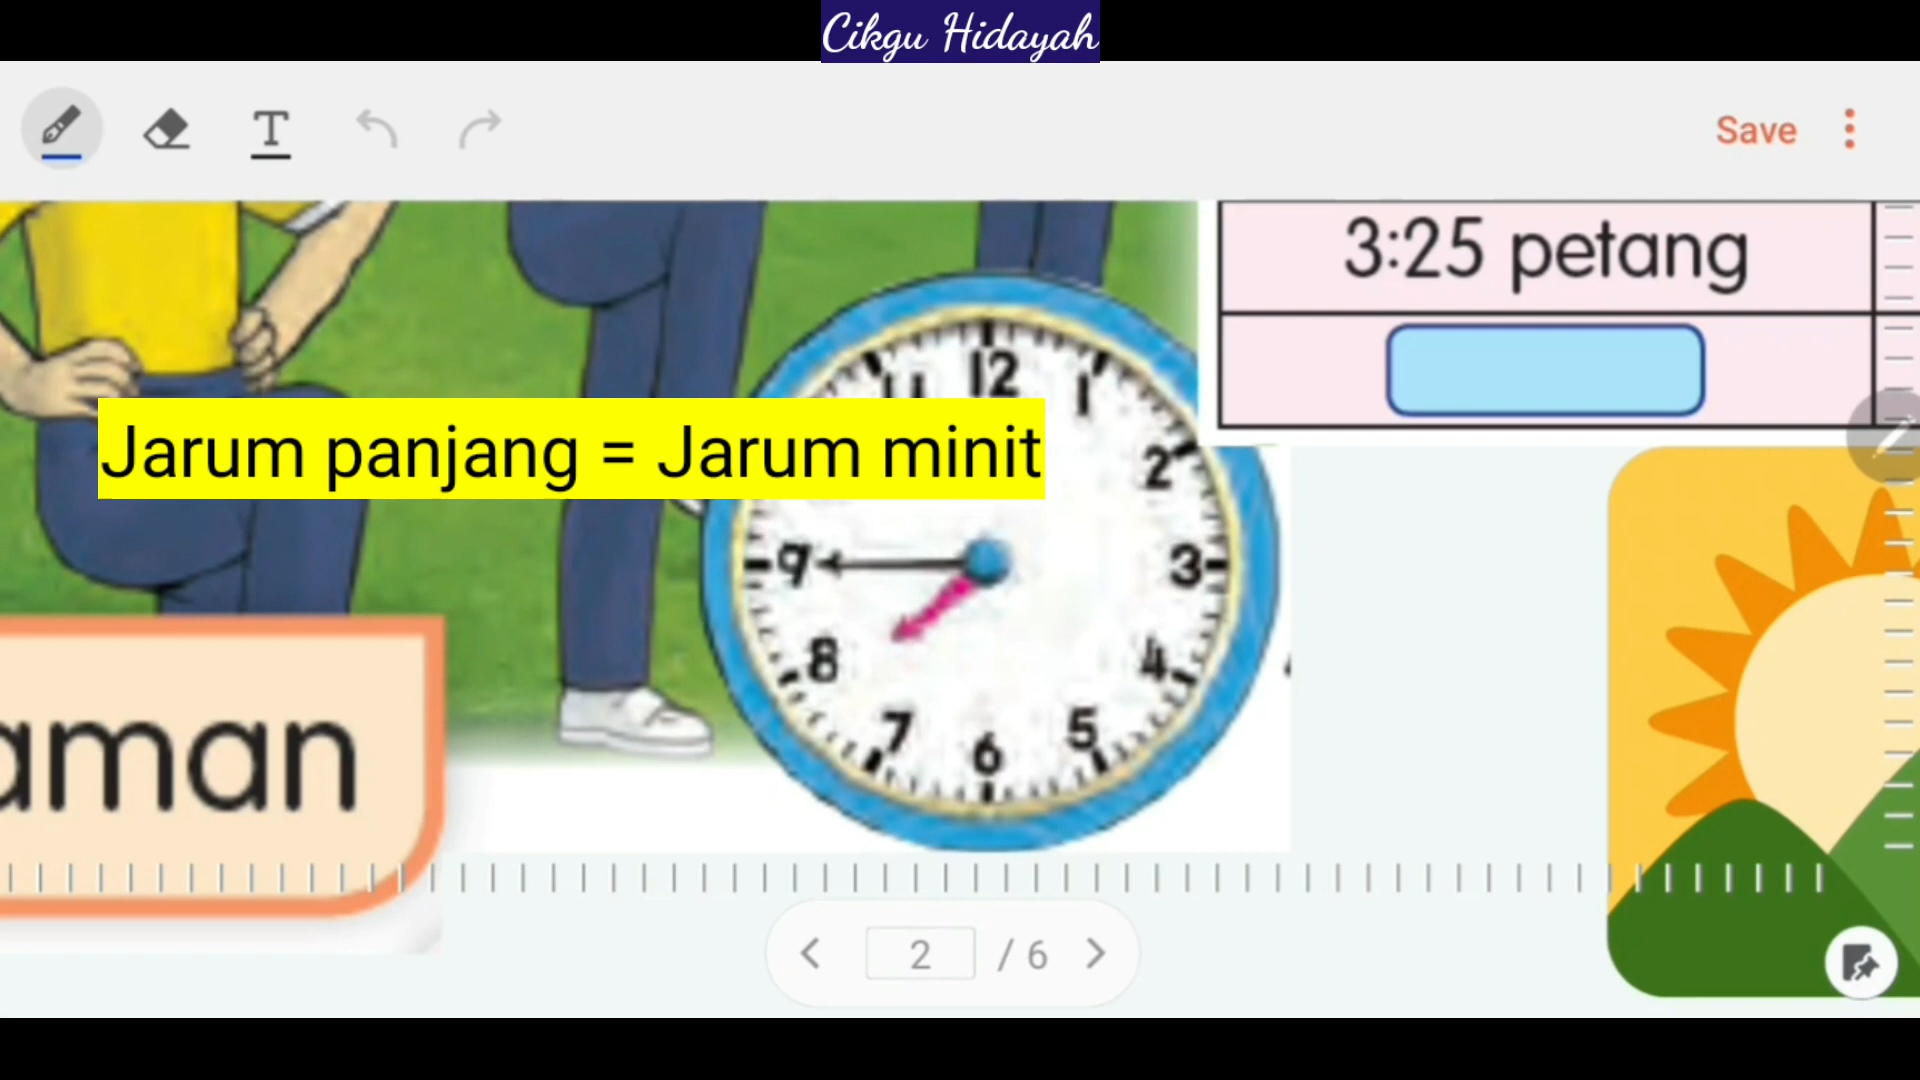 Cikgu Hidayah
T
Save
3:25 petang
Jarum panjang = Jarum minit
11 12 1
2
9 3
8 4
7 6 5
aman
2 / 6